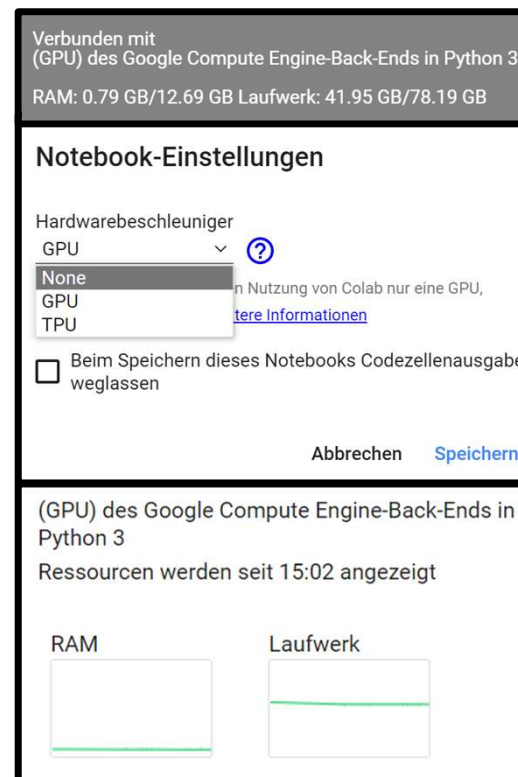 Verbunden mit
(GPU) des Google Compute Engine-Back-Ends in Python 3
RAM: 0.79 GB/12.69 GB Laufwerk: 41.95 GB/78.19 GB
Notebook-Einstellungen
Hardwarebeschleuniger
GPU ?
None
n Nutzung von Colab nur eine GPU,
GPU
tere Informationen
TPU
Beim Speichern dieses Notebooks Codezellenausgabe
weglassen
Abbrechen Speichern
(GPU) des Google Compute Engine-Back-Ends in
Python 3
Ressourcen werden seit 15:02 angezeigt
RAM Laufwerk